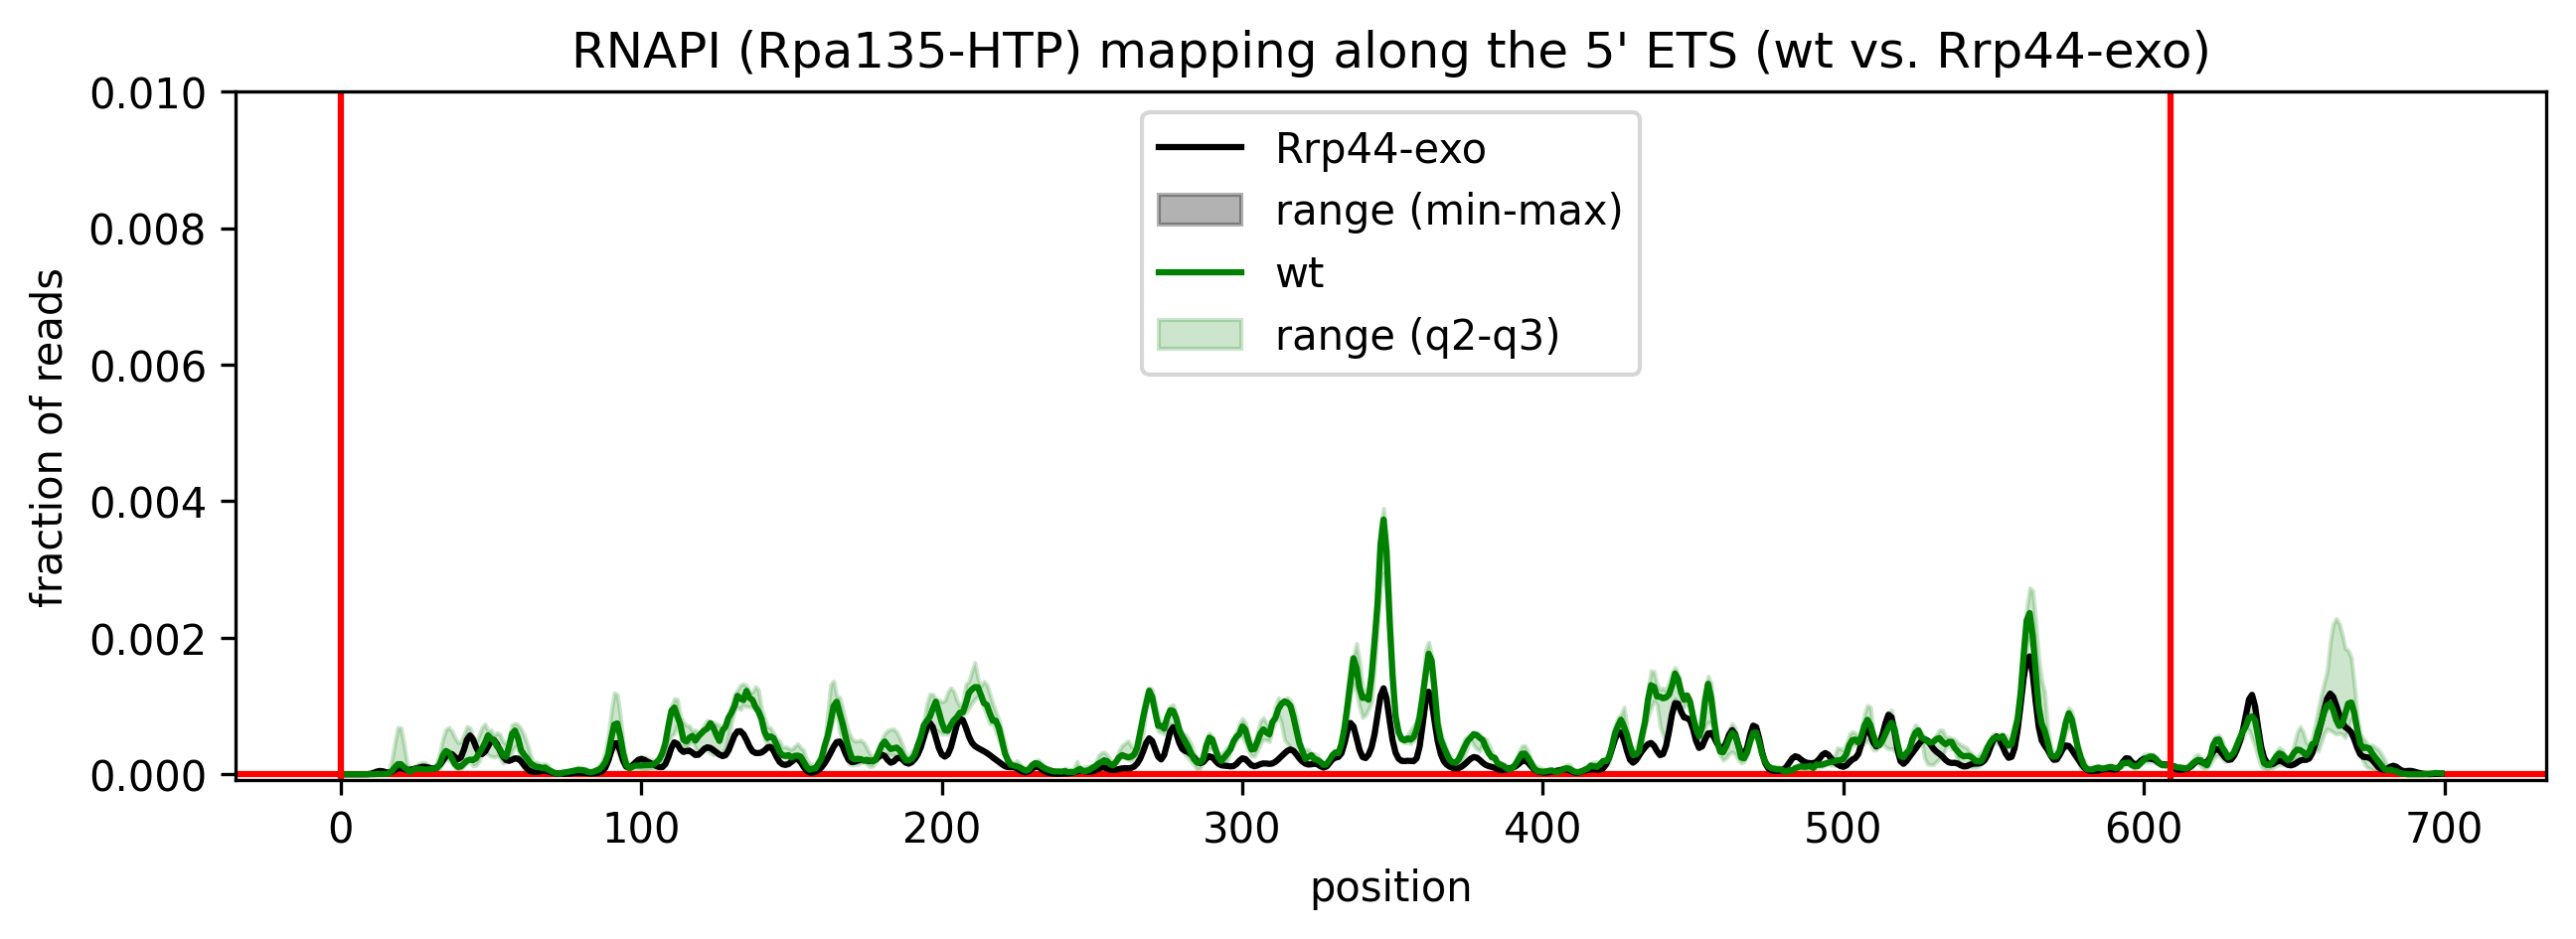 RNAPI (Rpa135-HTP) mapping along the 5' ETS (wt vs. Rrp44-exo)
0.010
0.008
0.006
0.004
0.002
0.000
fraction of reads
Rrp44-exo
range (min-max)
wt
range (q2-q3)
0 100 200 300 400 500 600 700
position